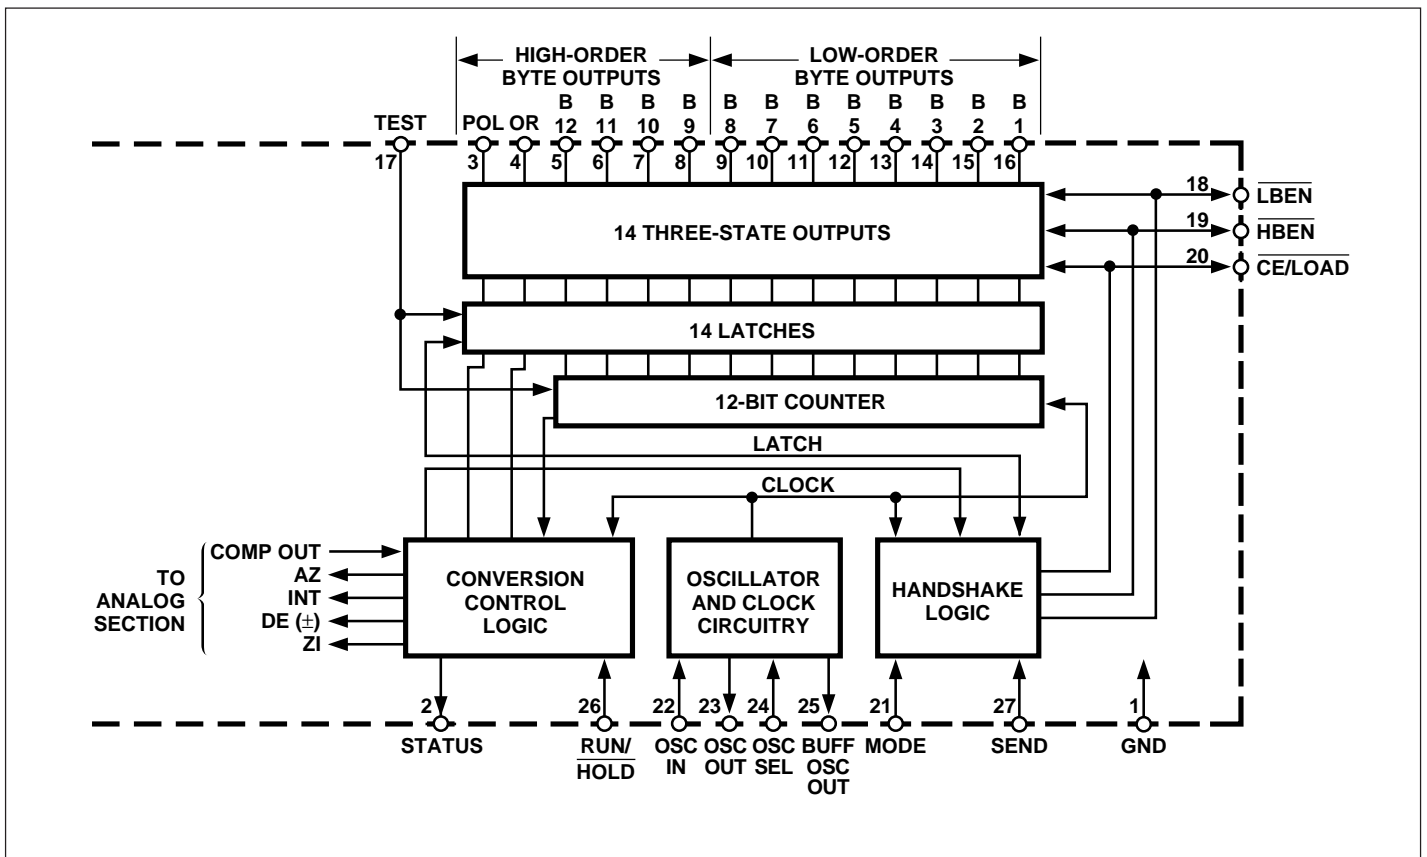 HIGH-ORDER
BYTE OUTPUTS
LOW-ORDER
BYTE OUTPUTS
TEST
POL OR
B 12
B 11
B 10
B 9
B 8
B 7
B 6
B 5
B 4
B 3
B 2
B 1
17
3 4 5 6 7 8 9 10 11 12 13 14 15 16
14 THREE-STATE OUTPUTS
18 LBEN
19 HBEN
20 CE/LOAD
14 LATCHES
12-BIT COUNTER
LATCH
CLOCK
TO
ANALOG
SECTION
COMP OUT
AZ
INT
DE (±)
ZI
CONVERSION
CONTROL
LOGIC
OSCILLATOR
AND CLOCK
CIRCUITRY
HANDSHAKE
LOGIC
2
STATUS
26
RUN/
HOLD
22
OSC
IN
23
OSC
OUT
24
OSC
SEL
25
BUFF
OSC
OUT
21
MODE
27
SEND
1
GND